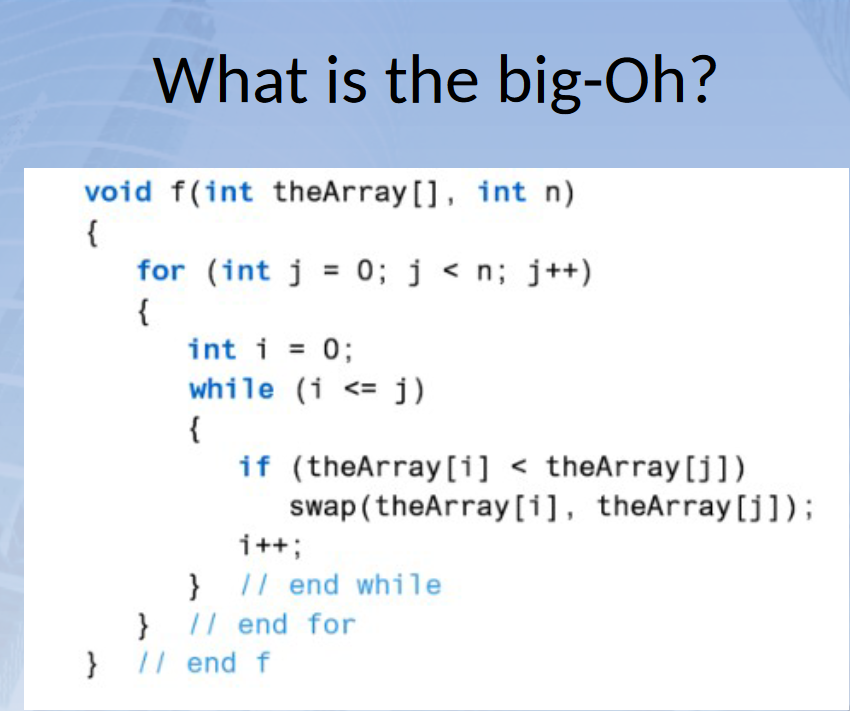 What is the big-Oh?
void f(int theArray[], int n)
{
for (int j = 0; j < n; j++)
{
int i = 0;
while (i <= j)
{
if (theArray[i] < theArray[j])
swap(theArray[i], theArray[j]);
i++;
} // end while
} // end for
} // end f